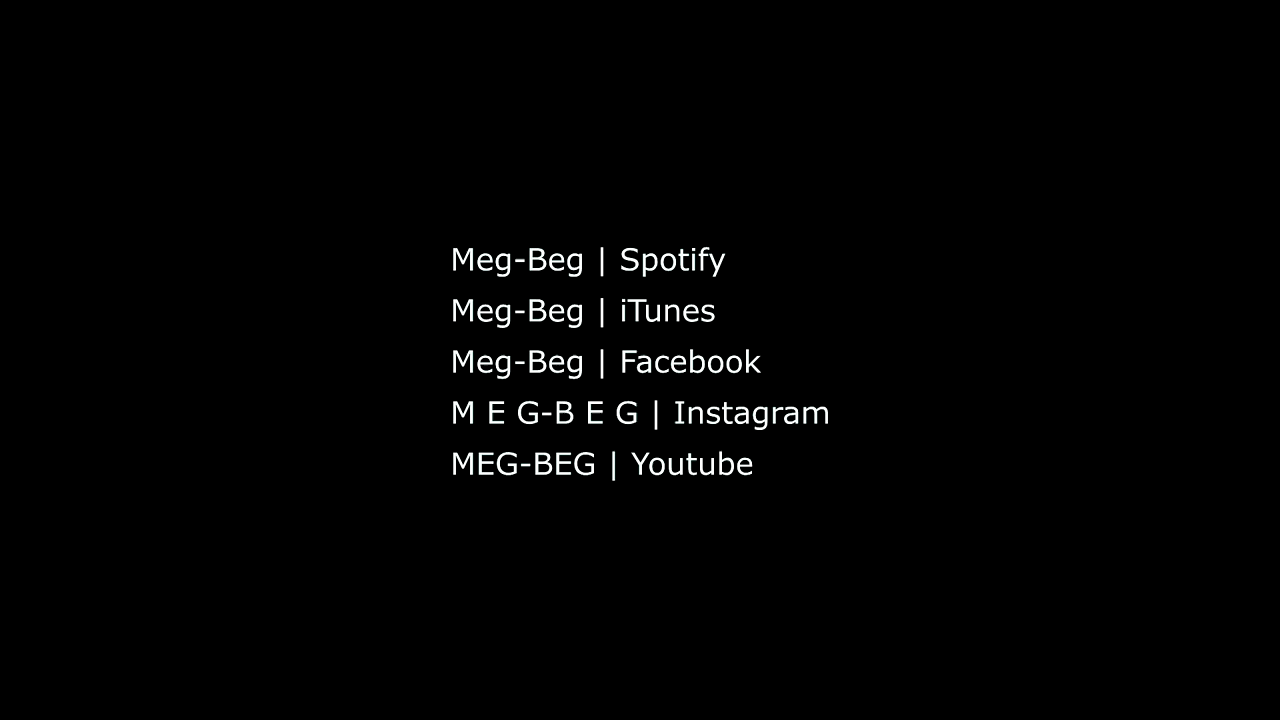 Meg-Beg | Spotify
Meg-Beg | iTunes
Meg-Beg | Facebook
M E G-B E G | Instagram
MEG-BEG | Youtube